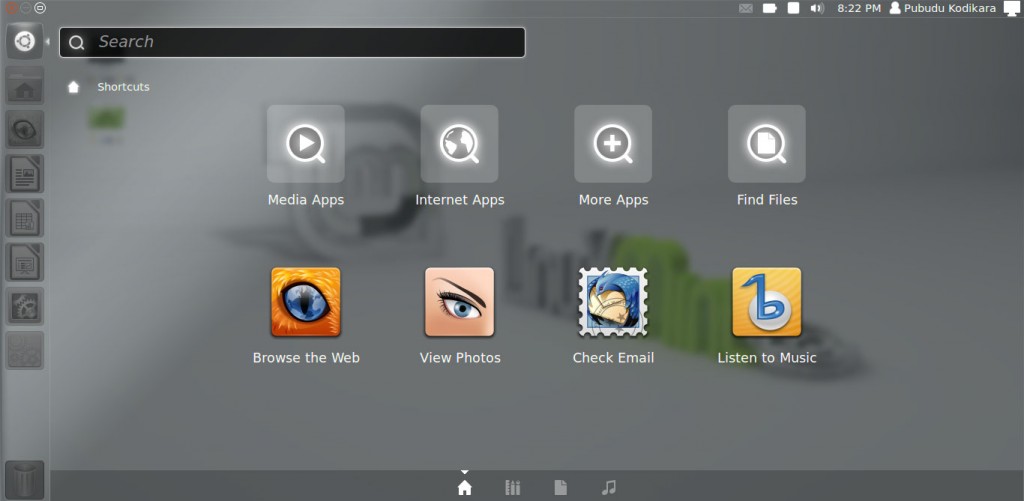 8:22 PM Pubudu Kodikara
Search
Shortcuts
Media Apps Internet Apps More Apps Find Files
Browse the Web View Photos Check Email Listen to Music